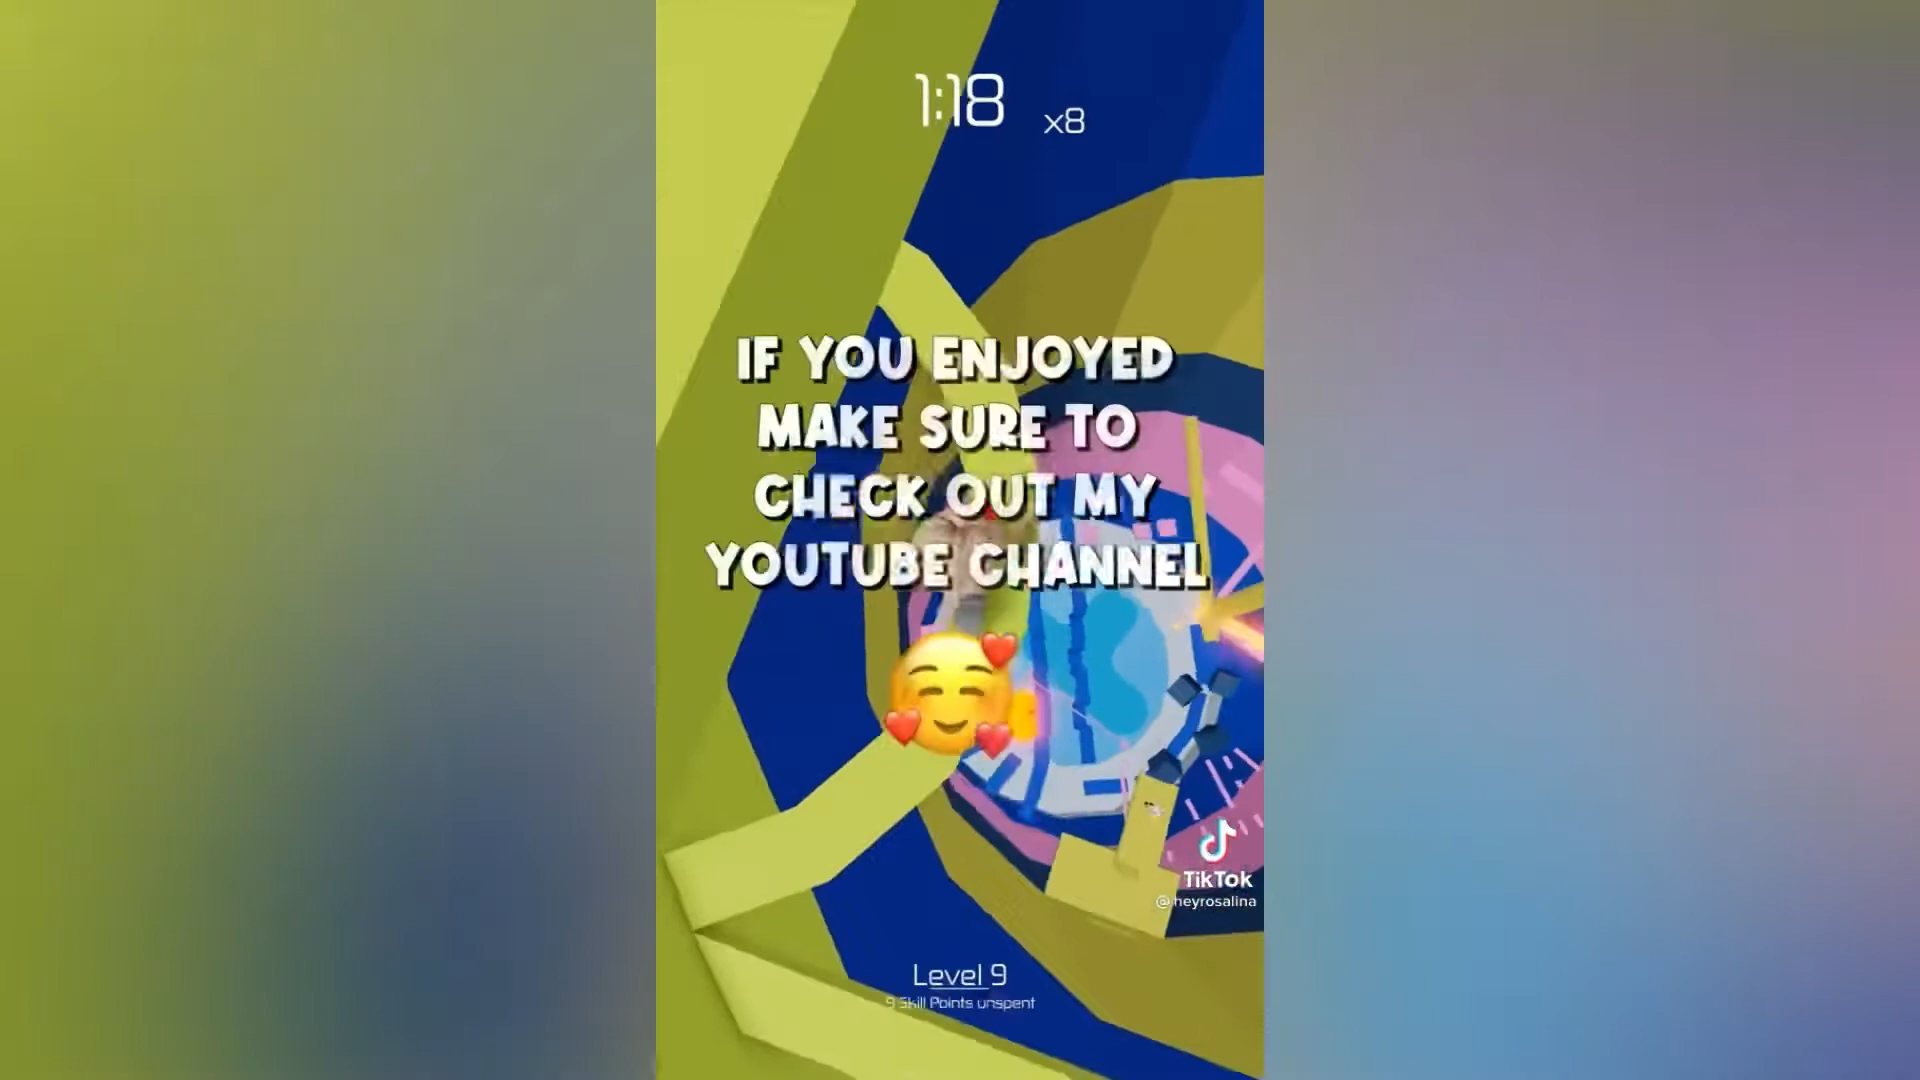 1:18 x8
IF YOU ENJOYED
MAKE SURE TO
CHECK OUT MY
YOUTUBE CHANNEL
TikTok
@heyrosalina
Level 9
9 Skill Points unspent